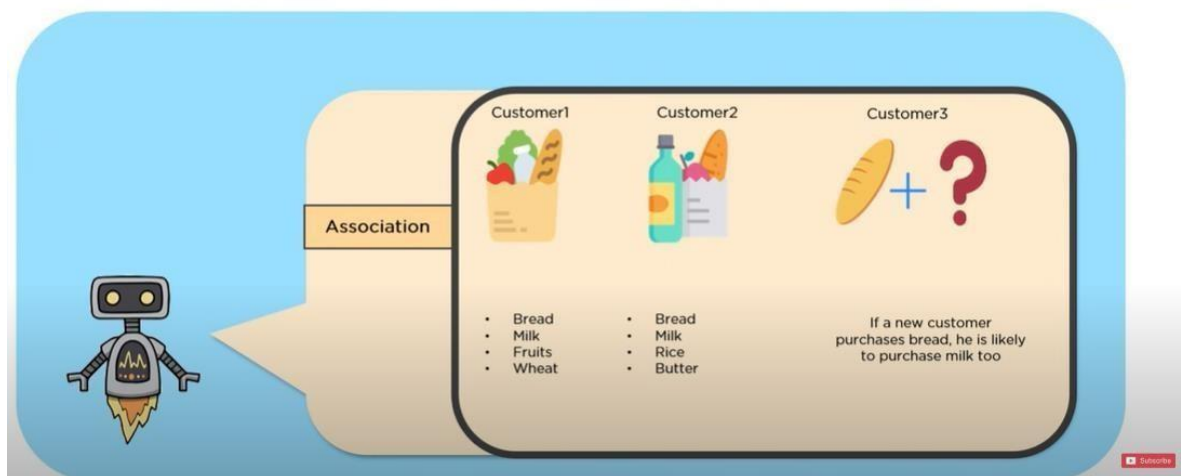 Customer1
Customer2
Customer3
Association
• Bread
• Milk
• Fruits
• Wheat
• Bread
• Milk
• Rice
• Butter
If a new customer
purchases bread, he is likely
to purchase milk too
Subscribe